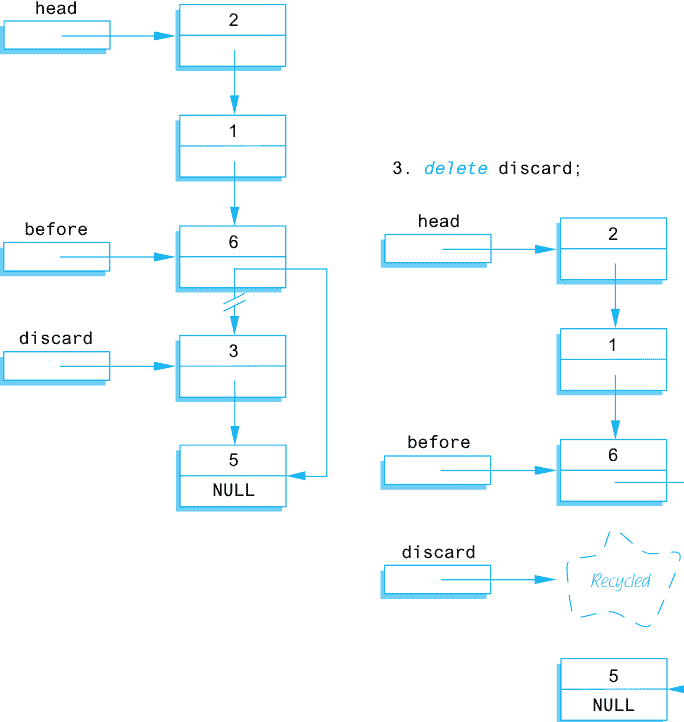 head
2
1
before
6
discard
3
5
NULL
3. delete discard;
head
2
1
before
6
discard
Recycled
5
NULL